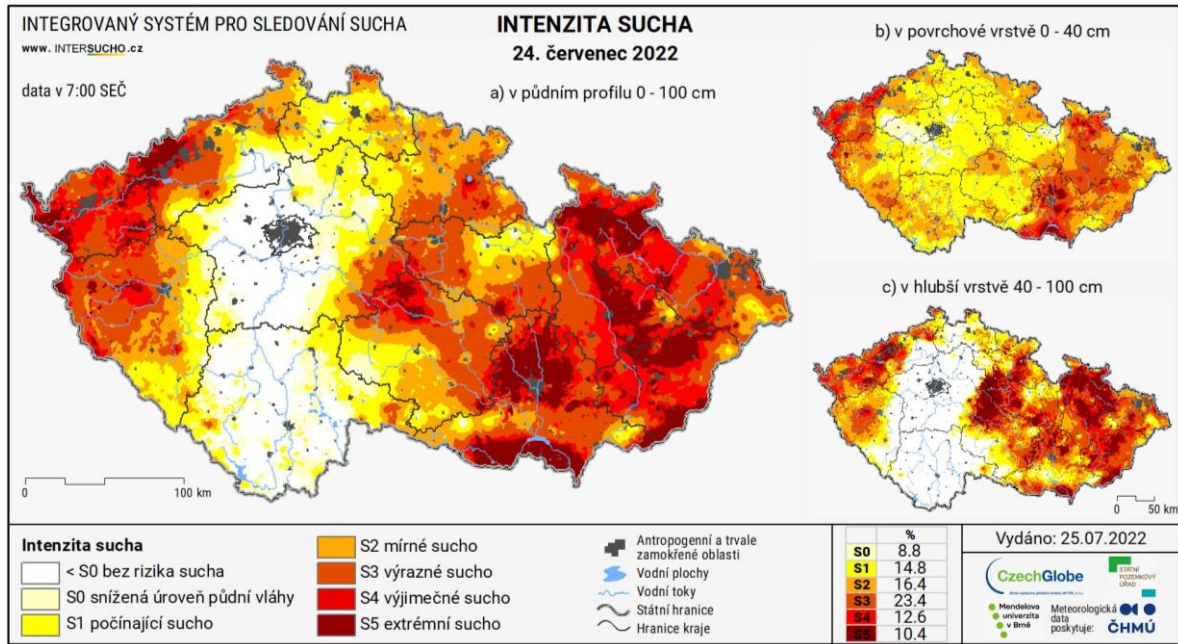 INTEGROVANÝ SYSTÉM PRO SLEDOVÁNÍ SUCHA
www. INTERSUCHO.cz
data v 7:00 SEČ
INTENZITA SUCHA
24. červenec 2022
a) v půdním profilu 0 - 100 cm
b) v povrchové vrstvě 0 - 40 cm
c) v hlubší vrstvě 40 - 100 cm
0 100 km
0 50 km
Intenzita sucha
< S0 bez rizika sucha
S0 snížená úroveň půdní vláhy
S1 počínající sucho
S2 mírné sucho
S3 výrazné sucho
S4 výjimečné sucho
S5 extrémní sucho
Antropogenní a trvale
zamokřené oblasti
Vodní plochy
Vodní toky
Státní hranice
Hranice kraje
%
S0 8.8
S1 14.8
S2 16.4
S3 23.4
S4 12.6
S5 10.4
Vydáno: 25.07.2022
CzechGlobe
STÁTNÍ
POZEMKOVÝ
ÚŘAD
Mendelova
univerzita
v Brně
Meteorologická
data
poskytuje:
ČHMÚ